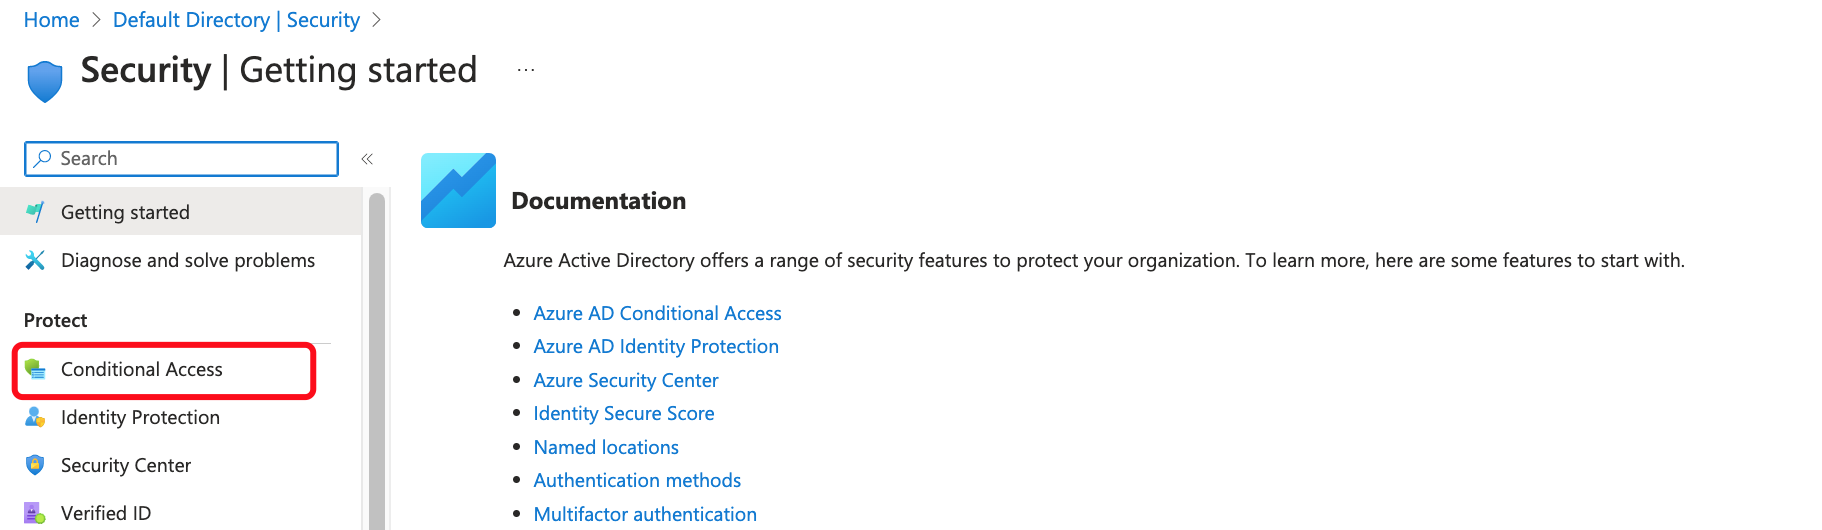 Home > Default Directory | Security >
Security | Getting started ...
Search «
Getting started
Diagnose and solve problems
Protect
Conditional Access
Identity Protection
Security Center
Verified ID
Documentation
Azure Active Directory offers a range of security features to protect your organization. To learn more, here are some features to start with.
• Azure AD Conditional Access
• Azure AD Identity Protection
• Azure Security Center
• Identity Secure Score
• Named locations
• Authentication methods
• Multifactor authentication